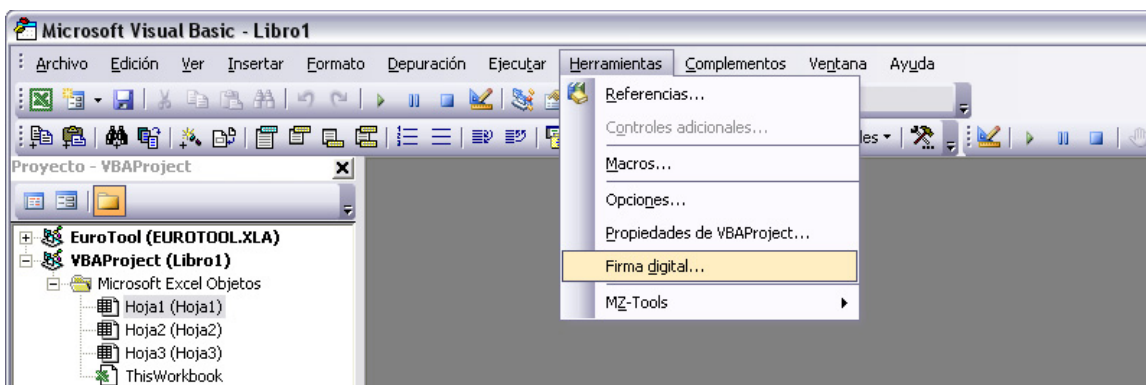 Microsoft Visual Basic - Libro1
Archivo Edición Ver Insertar Formato Depuración Ejecutar Herramientas Complementos Ventana Ayuda
Referencias...
Controles adicionales...
les
Macros...
Proyecto - VBAProject
Opciones...
Propiedades de VBAProject...
EuroTool (EUROTOOL.XLA)
VBAProject (Libro1)
Firma digital...
Microsoft Excel Objetos
Hoja1 (Hoja1)
MZ-Tools
Hoja2 (Hoja2)
Hoja3 (Hoja3)
ThisWorkbook